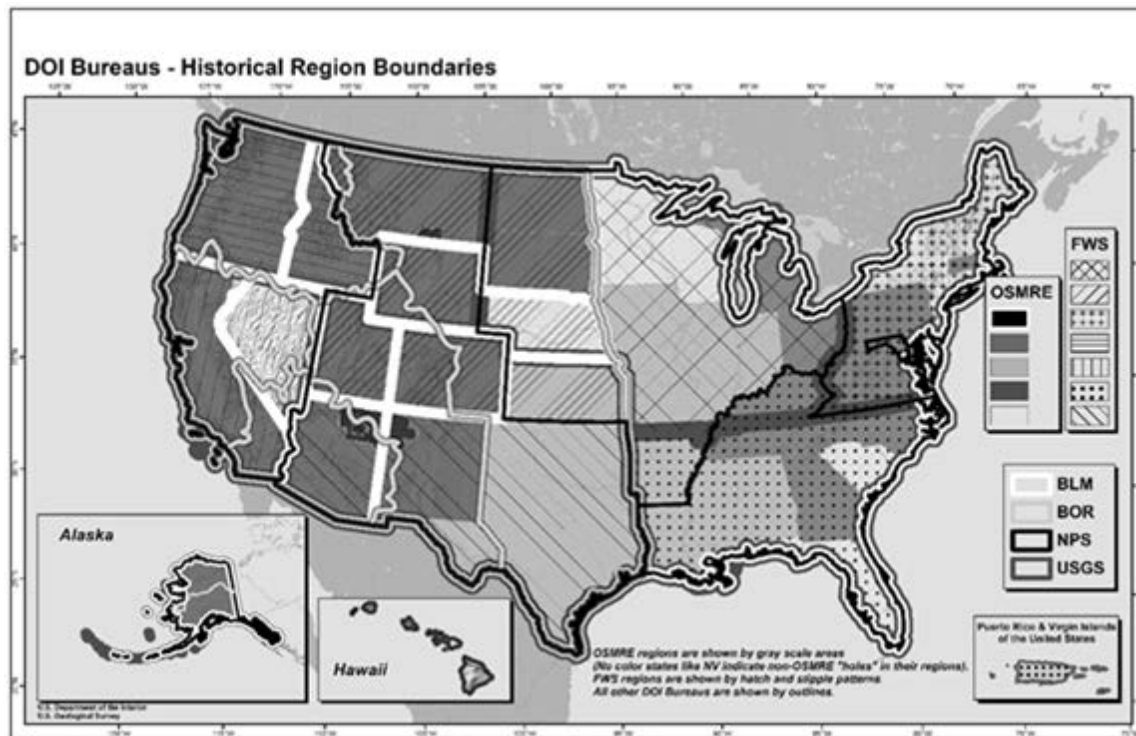 DOI Bureaus - Historical Region Boundaries
FWS
OSMRE
BLM
BOR
NPS
USGS
Alaska
Hawaii
Puerto Rico & Virgin Islands
of the United States
OSMRE regions are shown by gray scale areas
(No color states like NV indicate non-OSMRE "holes" in their regions).
FWS regions are shown by hatch and stipple patterns.
All other DOI Bureaus are shown by outlines.
U.S. Department of the Interior
U.S. Geological Survey